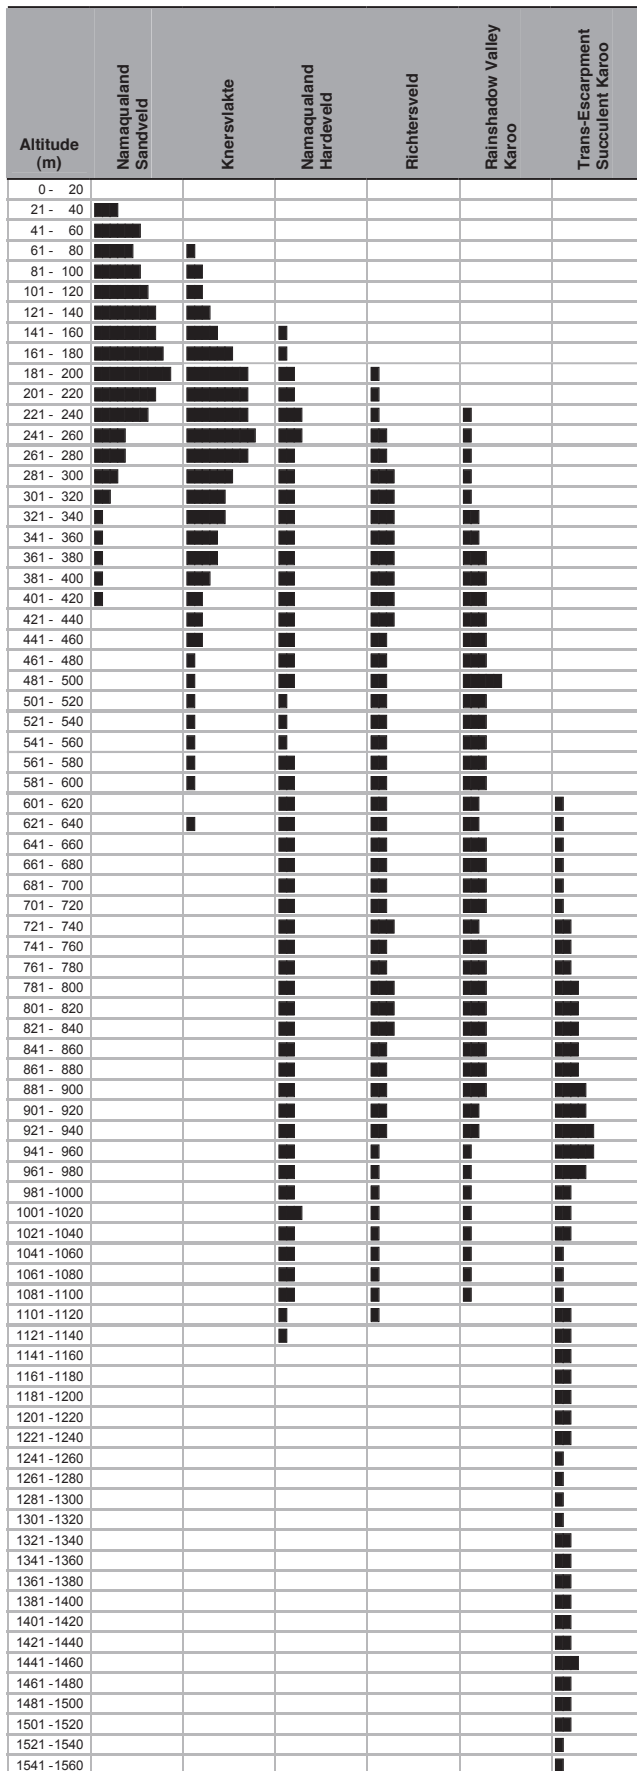 Altitude
(m)
Namaqualand
Sandveld
Knersvlakte
Namaqualand
Hardeveld
Richtersveld
Rainshadow Valley
Karoo
Trans-Escarpment
Succulent Karoo
0 - 20
21 - 40
41 - 60
61 - 80
81 - 100
101 - 120
121 - 140
141 - 160
161 - 180
181 - 200
201 - 220
221 - 240
241 - 260
261 - 280
281 - 300
301 - 320
321 - 340
341 - 360
361 - 380
381 - 400
401 - 420
421 - 440
441 - 460
461 - 480
481 - 500
501 - 520
521 - 540
541 - 560
561 - 580
581 - 600
601 - 620
621 - 640
641 - 660
661 - 680
681 - 700
701 - 720
721 - 740
741 - 760
761 - 780
781 - 800
801 - 820
821 - 840
841 - 860
861 - 880
881 - 900
901 - 920
921 - 940
941 - 960
961 - 980
981 -1000
1001 -1020
1021 -1040
1041 -1060
1061 -1080
1081 -1100
1101 -1120
1121 -1140
1141 -1160
1161 -1180
1181 -1200
1201 -1220
1221 -1240
1241 -1260
1261 -1280
1281 -1300
1301 -1320
1321 -1340
1341 -1360
1361 -1380
1381 -1400
1401 -1420
1421 -1440
1441 -1460
1461 -1480
1481 -1500
1501 -1520
1521 -1540
1541 -1560